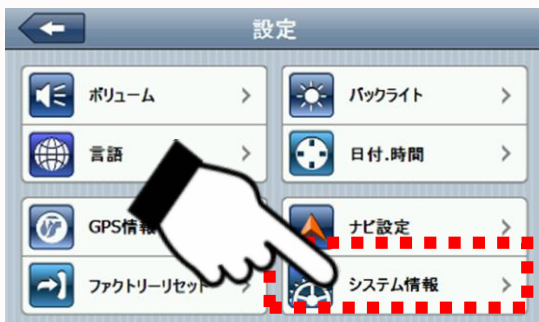 設定
ボリューム
バックライト
言語
日付.時間
GPS情報
ナビ設定
ファクトリーリセット
システム情報